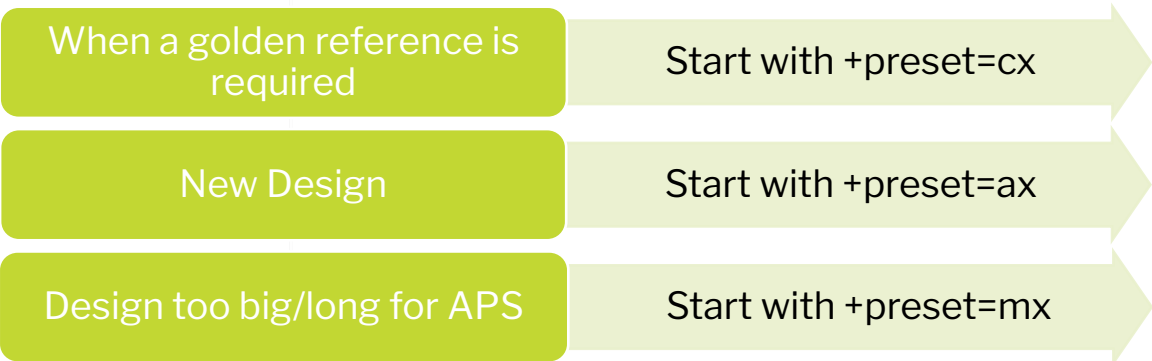 When a golden reference is
required
Start with +preset=cx
New Design
Start with +preset=ax
Design too big/long for APS
Start with +preset=mx